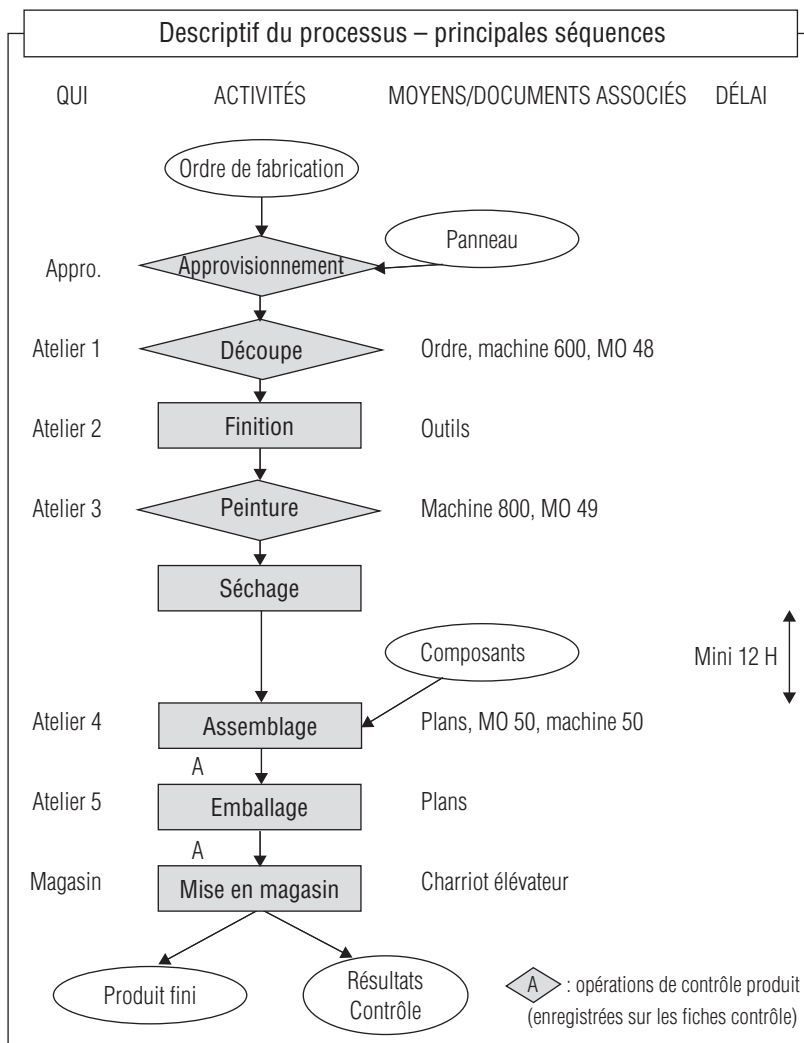 Descriptif du processus – principales séquences
QUI ACTIVITÉS MOYENS/DOCUMENTS ASSOCIÉS DÉLAI
Ordre de fabrication
Panneau
Appro. Approvisionnement
Atelier 1 Découpe Ordre, machine 600, MO 48
Atelier 2 Finition Outils
Atelier 3 Peinture Machine 800, MO 49
Séchage
Composants Mini 12 H
Atelier 4 Assemblage Plans, MO 50, machine 50
A
Atelier 5 Emballage Plans
A
Magasin Mise en magasin Charriot élévateur
Produit fini
Résultats
Contrôle
A : opérations de contrôle produit
(enregistrées sur les fiches contrôle)